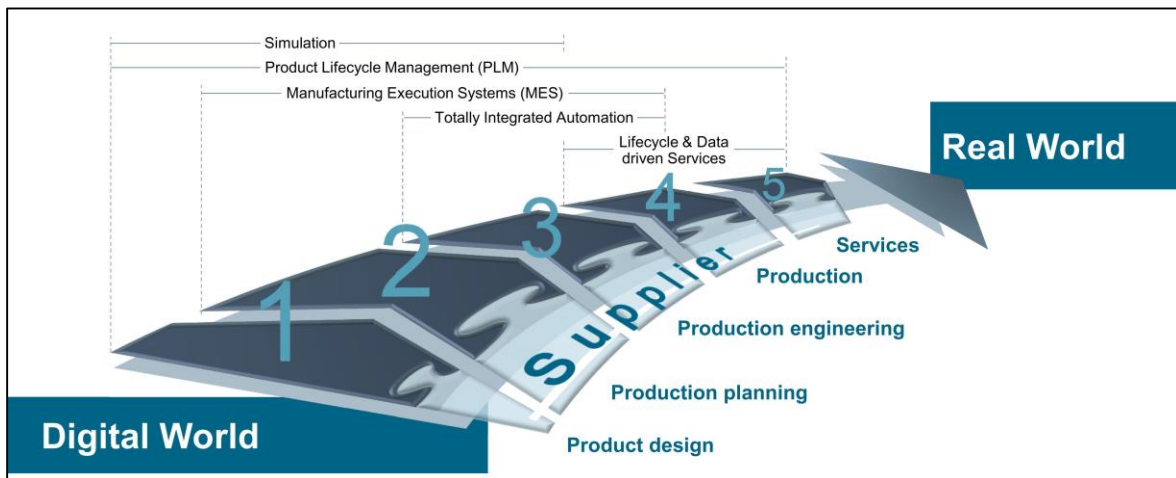 Simulation
Product Lifecycle Management (PLM)
Manufacturing Execution Systems (MES)
Totally Integrated Automation
Lifecycle & Data
driven Services
Real World
5
4
3
2
1
Supplier
Services
Production
Production engineering
Production planning
Product design
Digital World